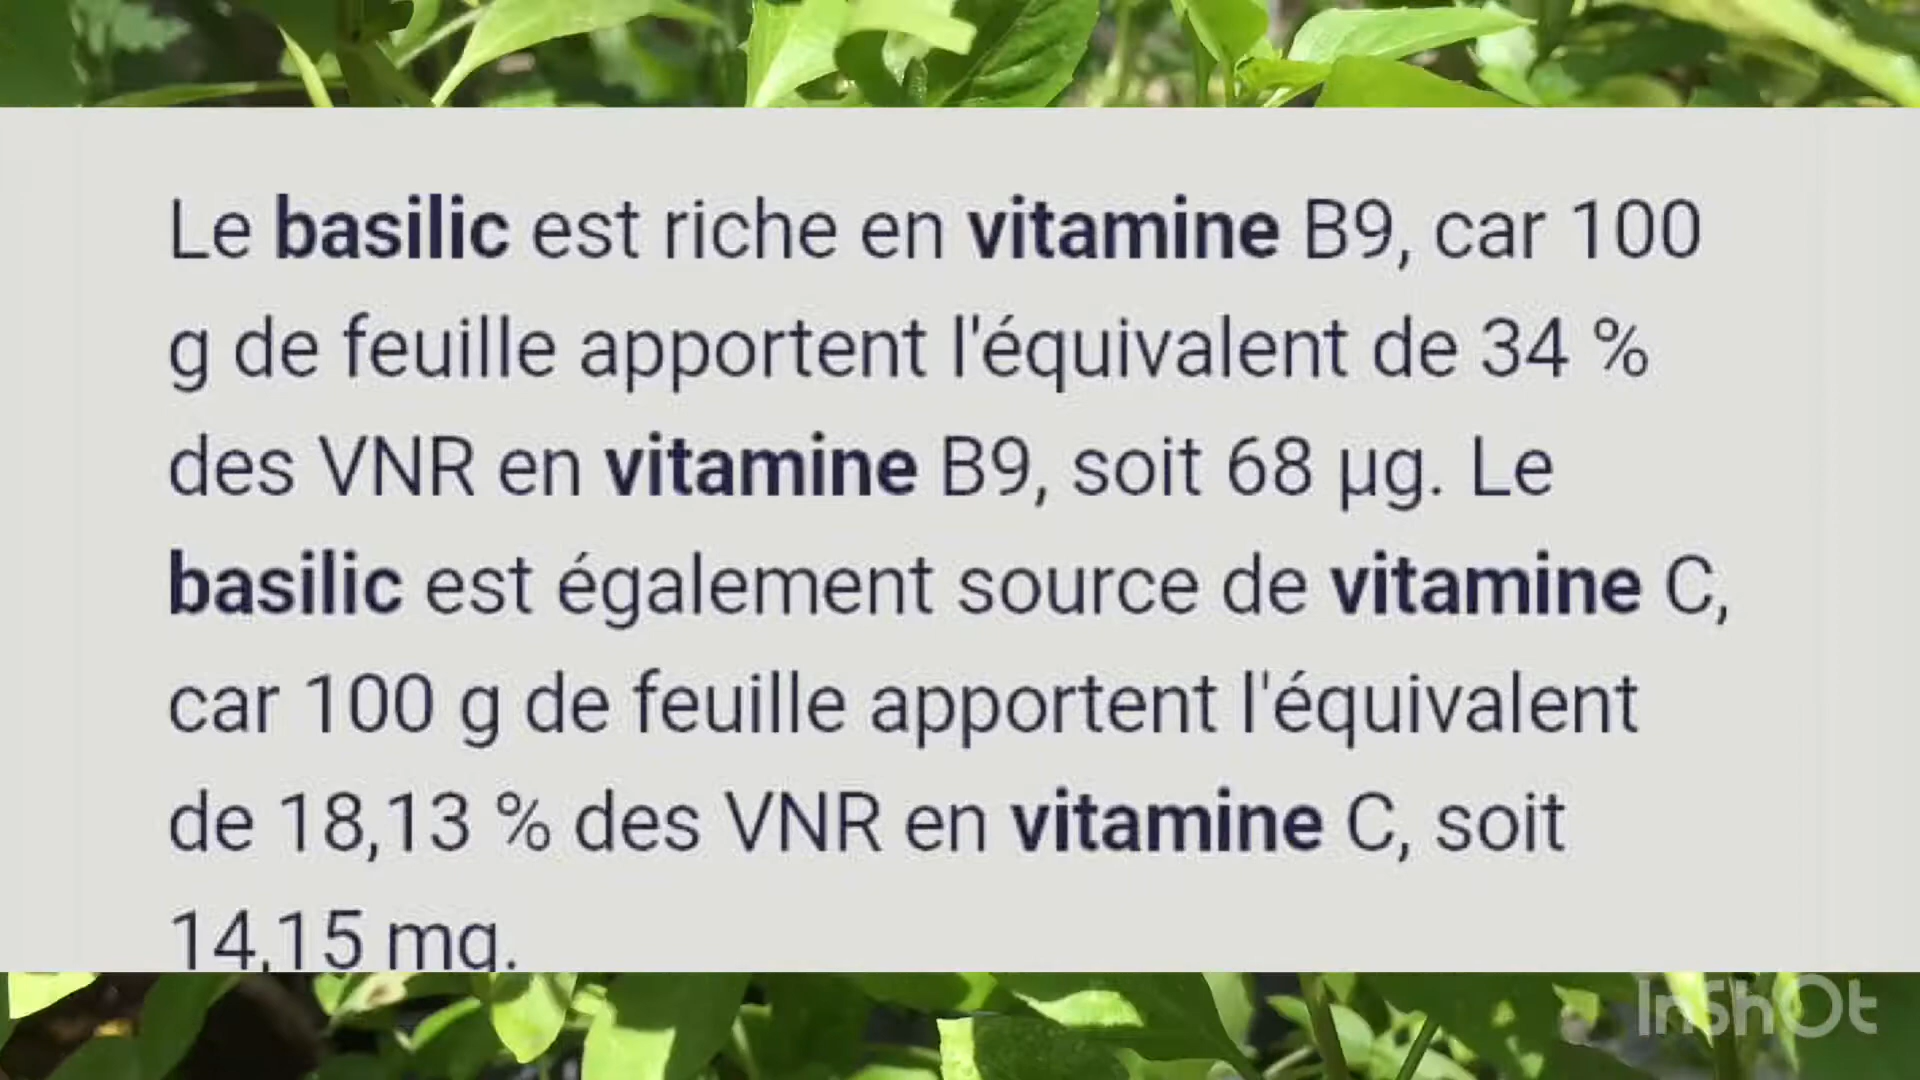 Le basilic est riche en vitamine B9, car 100
g de feuille apportent l'équivalent de 34 %
des VNR en vitamine B9, soit 68 µg. Le
basilic est également source de vitamine C,
car 100 g de feuille apportent l'équivalent
de 18,13 % des VNR en vitamine C, soit
14,15 mg.
InShOt